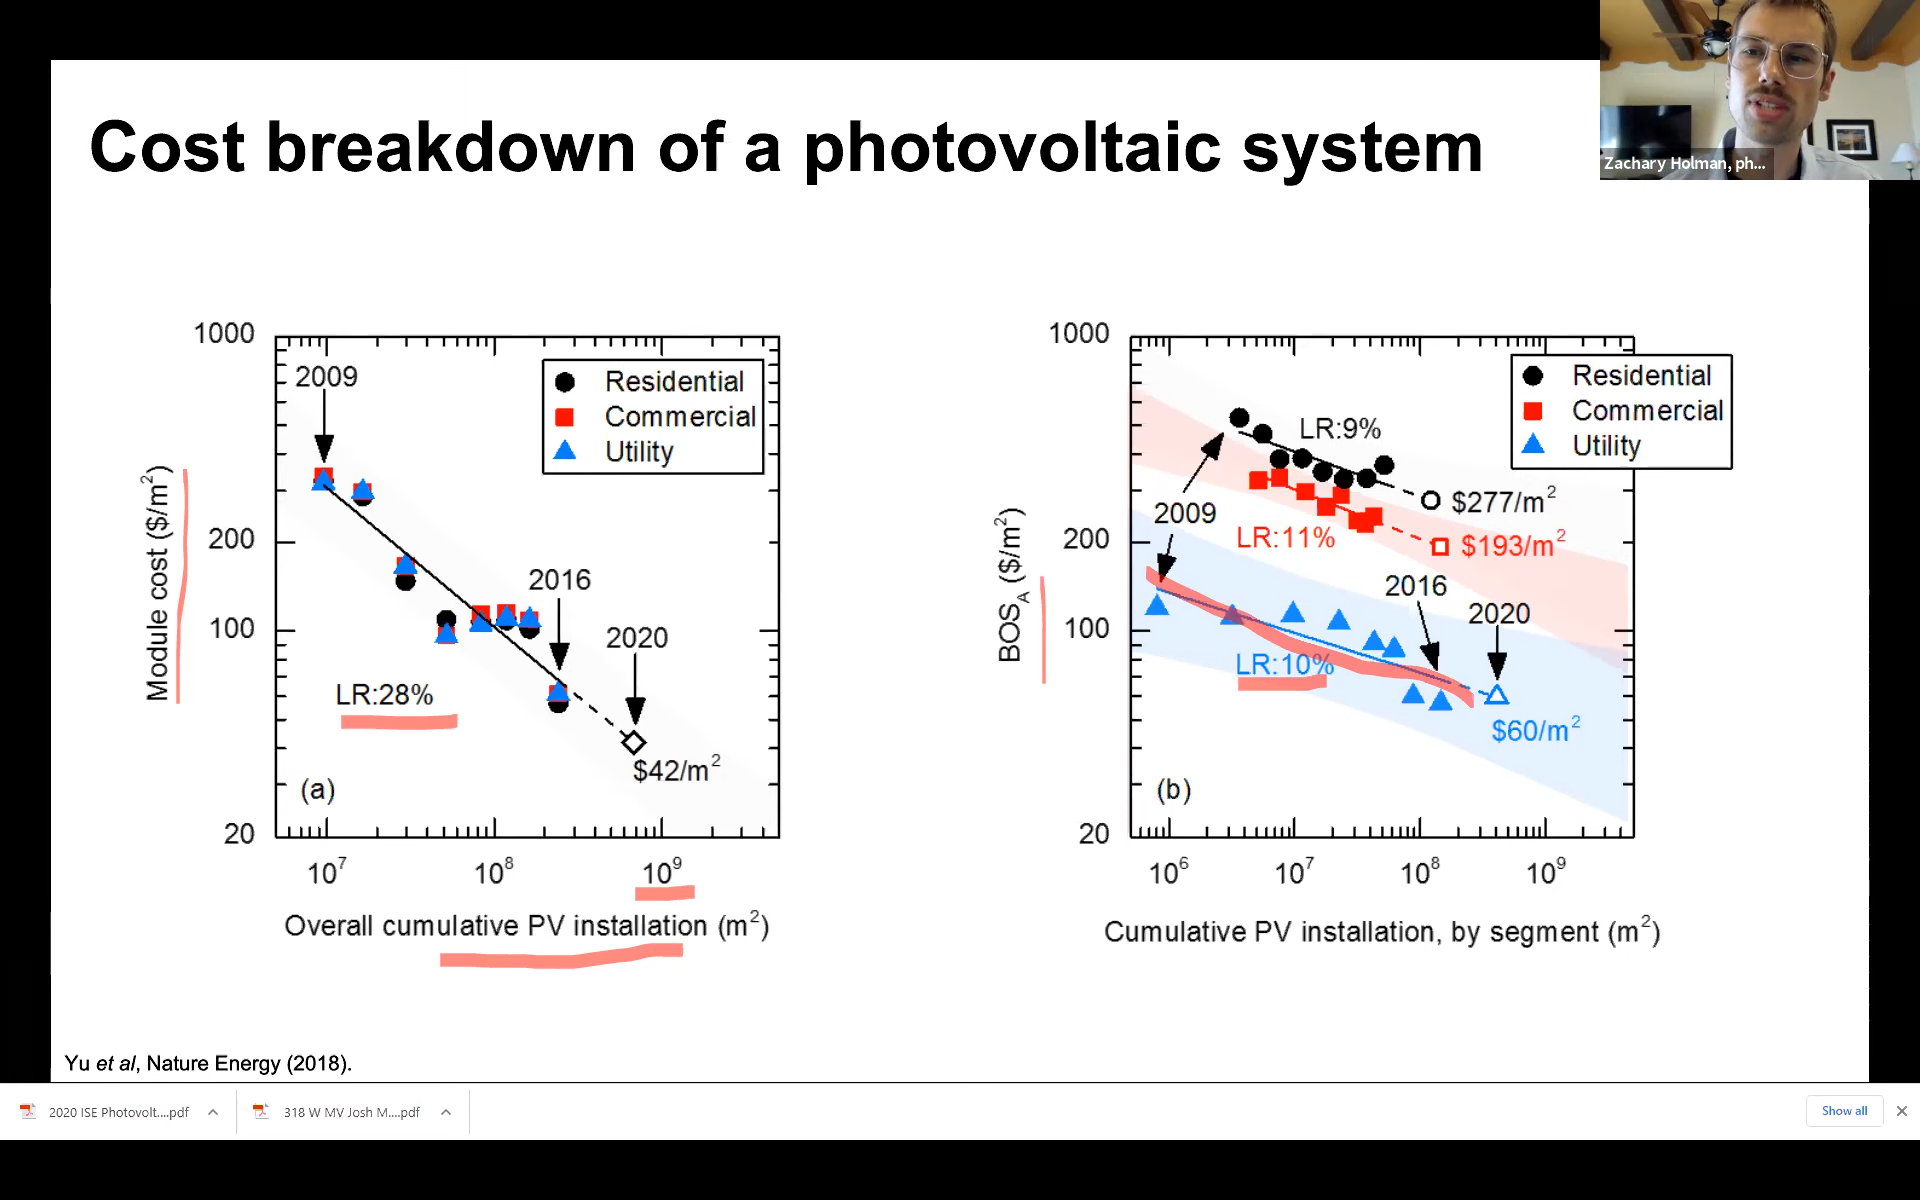 Cost breakdown of a photovoltaic system
Zachary Holman, ph...
1000
200
100
20
Module cost ($/m²)
2009
Residential
Commercial
Utility
2016
2020
LR:28%
$42/m²
(a)
10⁷
10⁸
10⁹
Overall cumulative PV installation (m²)
1000
200
100
20
BOS_A ($/m²)
Residential
Commercial
Utility
LR:9%
$277/m²
2009
LR:11%
$193/m²
2016
2020
LR:10%
$60/m²
(b)
10⁶
10⁷
10⁸
10⁹
Cumulative PV installation, by segment (m²)
Yu et al, Nature Energy (2018).
2020 ISE Photovolt....pdf
318 W MV Josh M....pdf
Show all